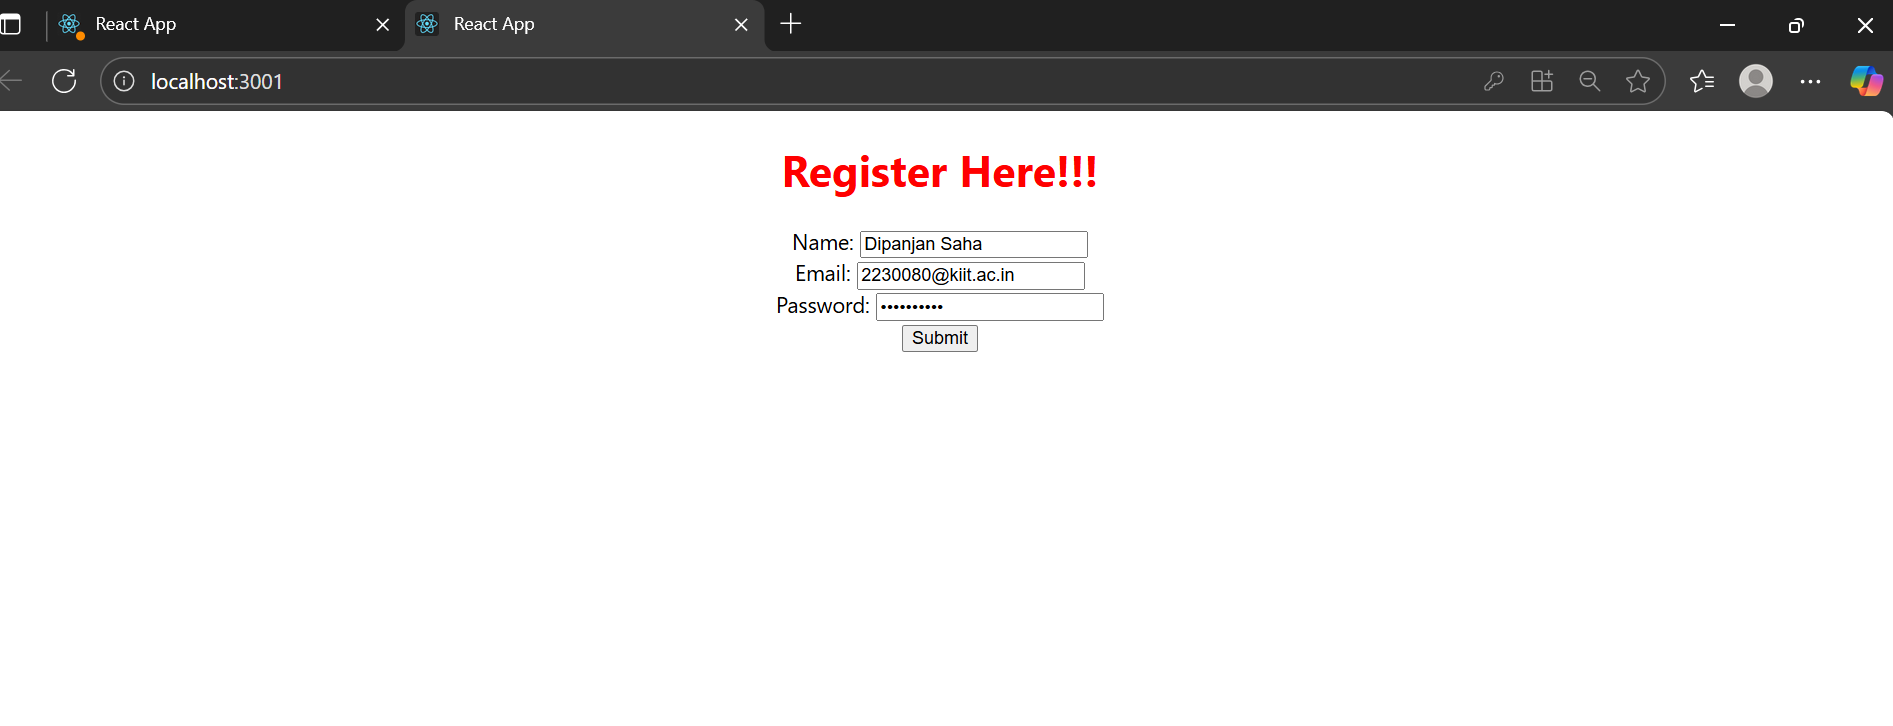 React App
React App
localhost:3001
Register Here!!!
Name: Dipanjan Saha
Email: 2230080@kiit.ac.in
Password: ••••••••••
Submit